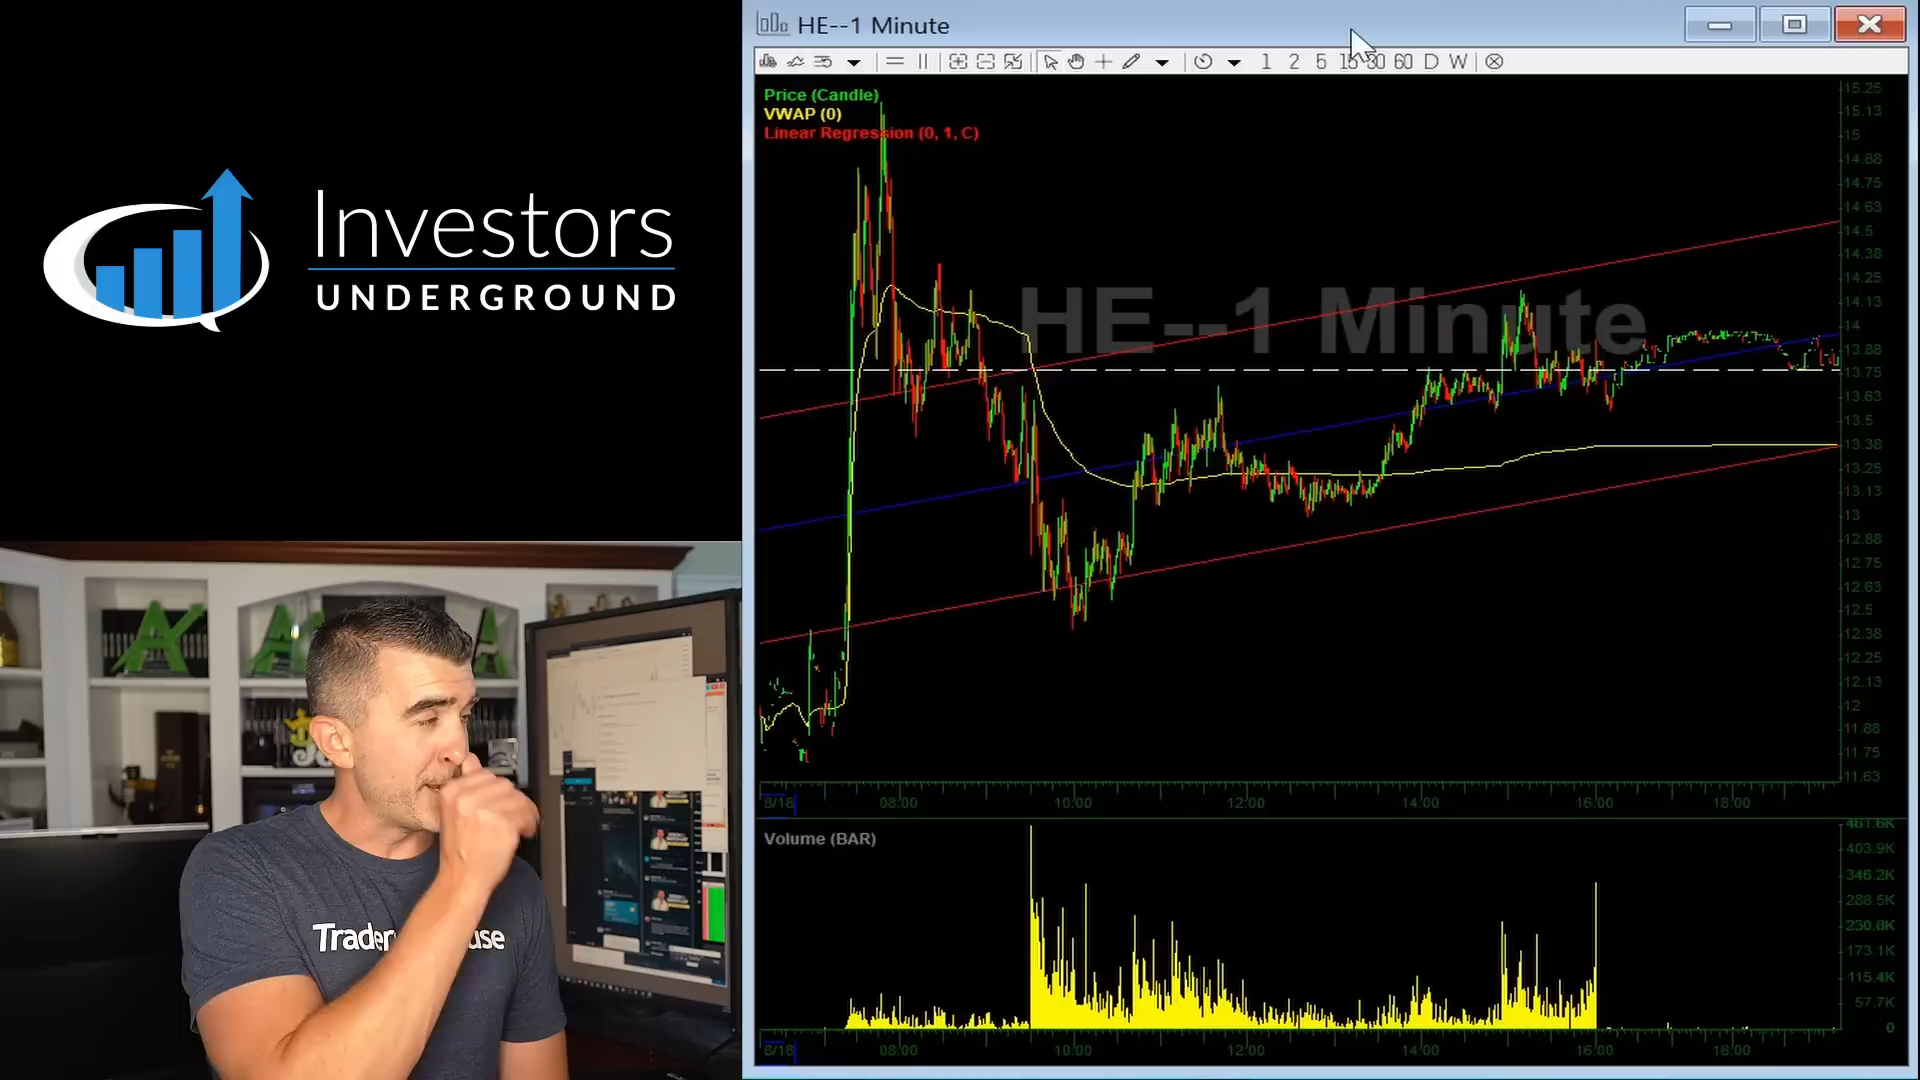 Investors
UNDERGROUND
HE--1 Minute
1 2 5 15 30 60 D W
Price (Candle)
VWAP (0)
Linear Regression (0, 1, C)
HE--1 Minute
15.25
15.13
15
14.88
14.75
14.63
14.5
14.38
14.25
14.13
14
13.88
13.75
13.63
13.5
13.38
13.25
13.13
13
12.88
12.75
12.63
12.5
12.38
12.25
12.13
12
11.88
11.75
11.63
8/18 08:00 10:00 12:00 14:00 16:00 18:00
Volume (BAR)
461.6K
403.9K
346.2K
288.5K
230.8K
173.1K
115.4K
57.7K
0
8/18 08:00 10:00 12:00 14:00 16:00 18:00